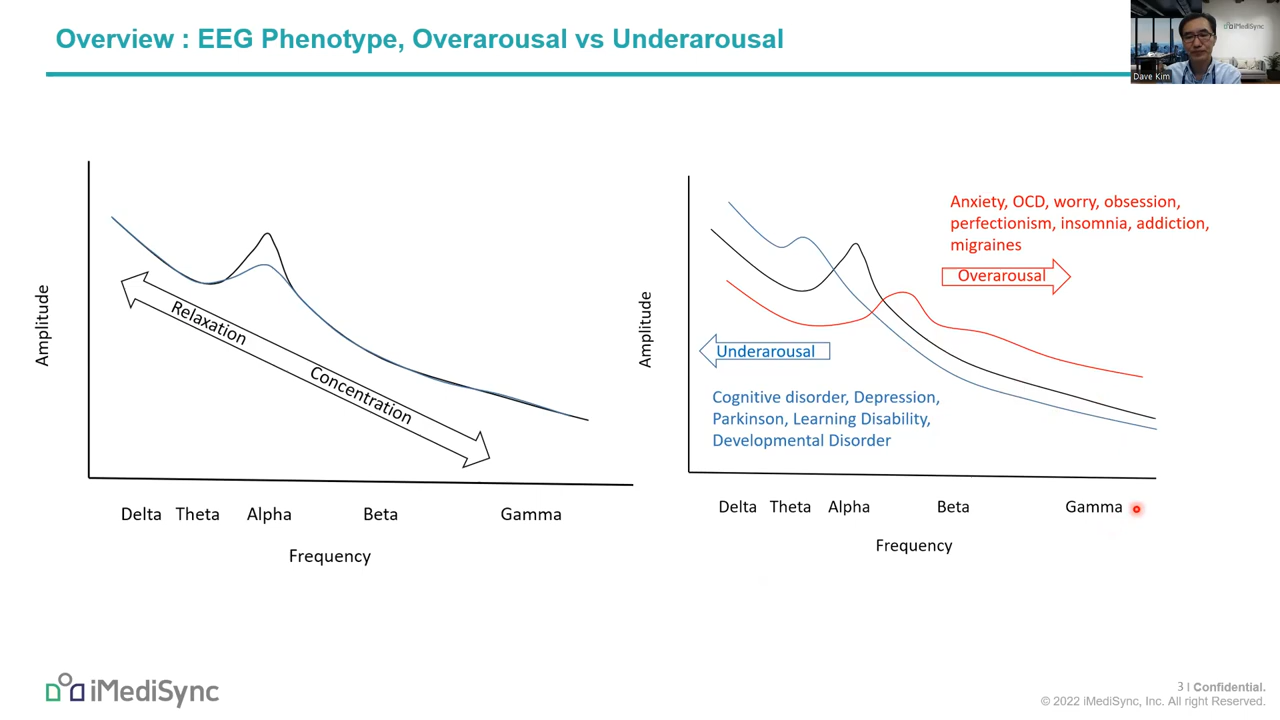 Overview : EEG Phenotype, Overarousal vs Underarousal
iMediSync
Dave Kim
Amplitude
Relaxation
Concentration
Delta Theta Alpha Beta Gamma
Frequency
Amplitude
Anxiety, OCD, worry, obsession,
perfectionism, insomnia, addiction,
migraines
Overarousal
Underarousal
Cognitive disorder, Depression,
Parkinson, Learning Disability,
Developmental Disorder
Delta Theta Alpha Beta Gamma
Frequency
iMediSync
3 I Confidential.
© 2022 iMediSync, Inc. All right Reserved.